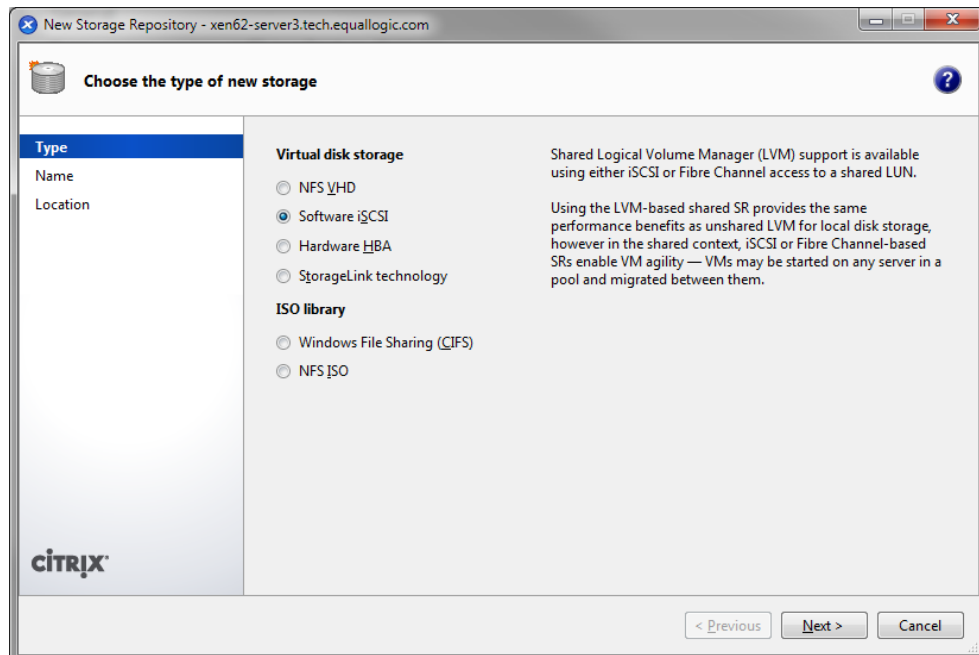 New Storage Repository - xen62-server3.tech.equallogic.com
Choose the type of new storage
?
Type
Name
Location
Virtual disk storage
NFS VHD
Software iSCSI
Hardware HBA
StorageLink technology
ISO library
Windows File Sharing (CIFS)
NFS ISO
Shared Logical Volume Manager (LVM) support is available
using either iSCSI or Fibre Channel access to a shared LUN.
Using the LVM-based shared SR provides the same
performance benefits as unshared LVM for local disk storage,
however in the shared context, iSCSI or Fibre Channel-based
SRs enable VM agility — VMs may be started on any server in a
pool and migrated between them.
CITRIX
< Previous
Next >
Cancel